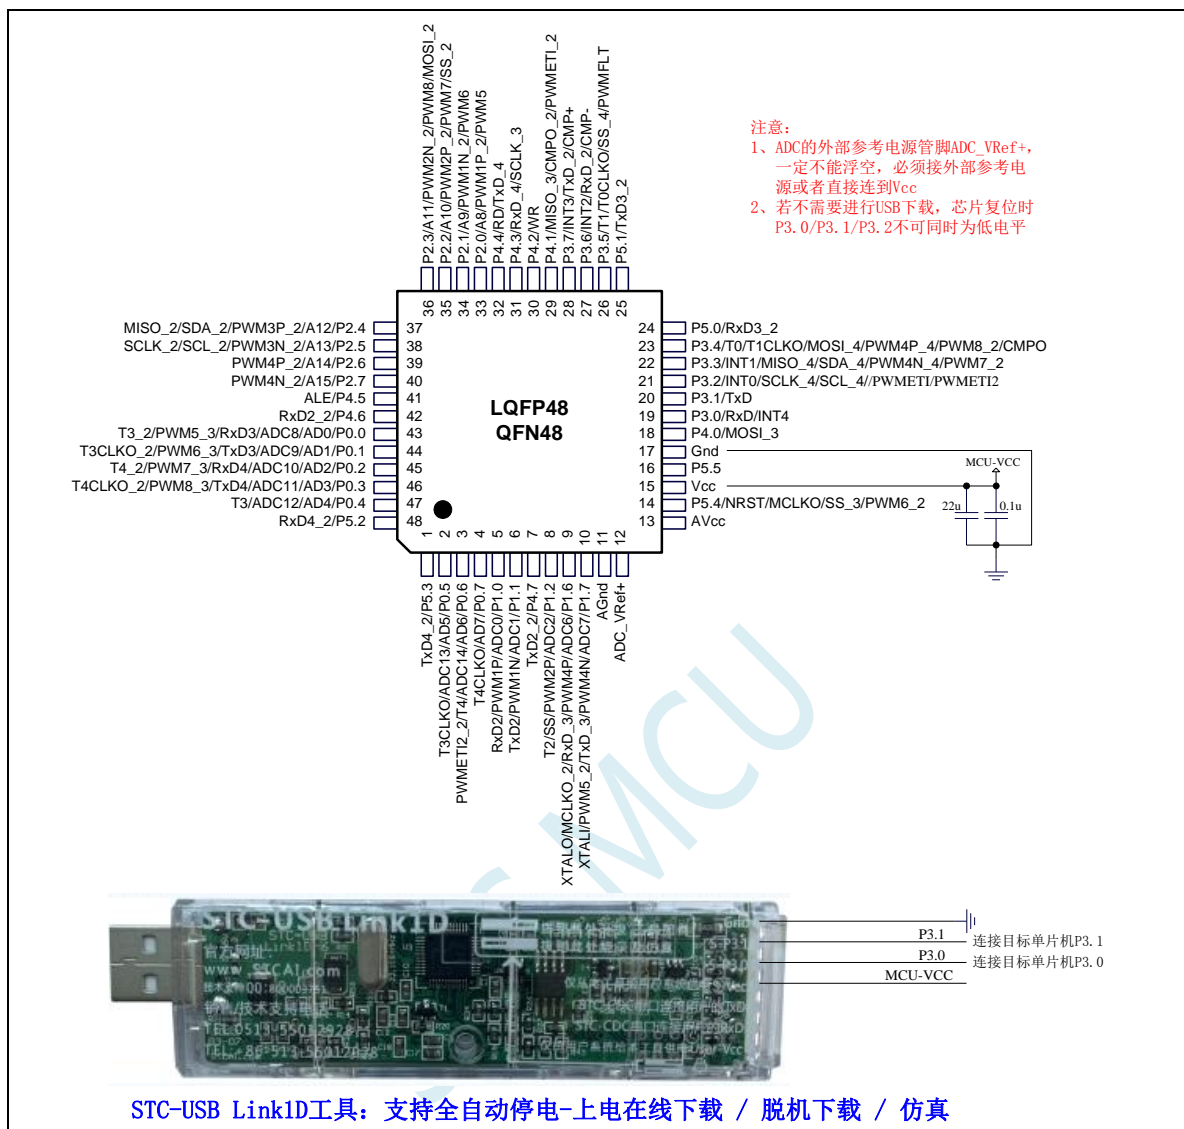 P2.3/A11/PWM2N_2/PWM8/MOSI_2
P2.2/A10/PWM2P_2/PWM7/SS_2
P2.1/A9/PWM1N_2/PWM6
P2.0/A8/PWM1P_2/PWM5
P4.4/RD/TxD_4
P4.3/RxD_4/SCLK_3
P4.2/WR
P4.1/MISO_3/CMPO_2/PWMETI_2
P3.7/INT3/TxD_2/CMP+
P3.6/INT2/RxD_2/CMP-
P3.5/T1/T0CLKO/SS_4/PWMFLT
P5.1/TxD3_2
注意：
1、ADC的外部参考电源管脚ADC_VRef+，
一定不能浮空，必须接外部参考电
源或者直接连到Vcc
2、若不需要进行USB下载，芯片复位时
P3.0/P3.1/P3.2不可同时为低电平
36 35 34 33 32 31 30 29 28 27 26 25
MISO_2/SDA_2/PWM3P_2/A12/P2.4 37
SCLK_2/SCL_2/PWM3N_2/A13/P2.5 38
PWM4P_2/A14/P2.6 39
PWM4N_2/A15/P2.7 40
ALE/P4.5 41
RxD2_2/P4.6 42
T3_2/PWM5_3/RxD3/ADC8/AD0/P0.0 43
T3CLKO_2/PWM6_3/TxD3/ADC9/AD1/P0.1 44
T4_2/PWM7_3/RxD4/ADC10/AD2/P0.2 45
T4CLKO_2/PWM8_3/TxD4/ADC11/AD3/P0.3 46
T3/ADC12/AD4/P0.4 47
RxD4_2/P5.2 48
LQFP48
QFN48
24 P5.0/RxD3_2
23 P3.4/T0/T1CLKO/MOSI_4/PWM4P_4/PWM8_2/CMPO
22 P3.3/INT1/MISO_4/SDA_4/PWM4N_4/PWM7_2
21 P3.2/INT0/SCLK_4/SCL_4//PWMETI/PWMETI2
20 P3.1/TxD
19 P3.0/RxD/INT4
18 P4.0/MOSI_3
17 Gnd
16 P5.5
15 Vcc
14 P5.4/NRST/MCLKO/SS_3/PWM6_2
13 AVcc
MCU-VCC
22u
0.1u
1 2 3 4 5 6 7 8 9 10 11 12
TxD4_2/P5.3
T3CLKO/ADC13/AD5/P0.5
PWMETI2_2/T4/ADC14/AD6/P0.6
T4CLKO/AD7/P0.7
RxD2/PWM1P/ADC0/P1.0
TxD2/PWM1N/ADC1/P1.1
TxD2_2/P4.7
T2/SS/PWM2P/ADC2/P1.2
XTALO/MCLKO_2/RxD_3/PWM4P/ADC6/P1.6
XTALI/PWM5_2/TxD_3/PWM4N/ADC7/P1.7
AGnd
ADC_VRef+
MCU
STC-USB Link1D
官方网址:
www.STCAI.com
P3.1 连接目标单片机P3.1
P3.0 连接目标单片机P3.0
MCU-VCC
STC-USB Link1D工具：支持全自动停电-上电在线下载 / 脱机下载 / 仿真